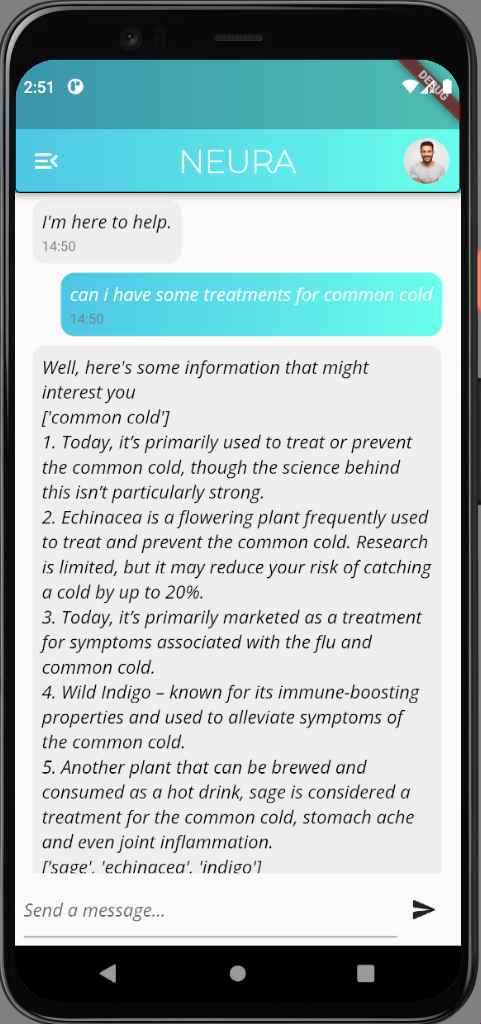 2:51
DEBUG
NEURA
I'm here to help.
14:50
can i have some treatments for common cold
14:50
Well, here's some information that might
interest you
['common cold']
1. Today, it’s primarily used to treat or prevent
the common cold, though the science behind
this isn’t particularly strong.
2. Echinacea is a flowering plant frequently used
to treat and prevent the common cold. Research
is limited, but it may reduce your risk of catching
a cold by up to 20%.
3. Today, it’s primarily marketed as a treatment
for symptoms associated with the flu and
common cold.
4. Wild Indigo – known for its immune-boosting
properties and used to alleviate symptoms of
the common cold.
5. Another plant that can be brewed and
consumed as a hot drink, sage is considered a
treatment for the common cold, stomach ache
and even joint inflammation.
['sage', 'echinacea', 'indigo']
Send a message...